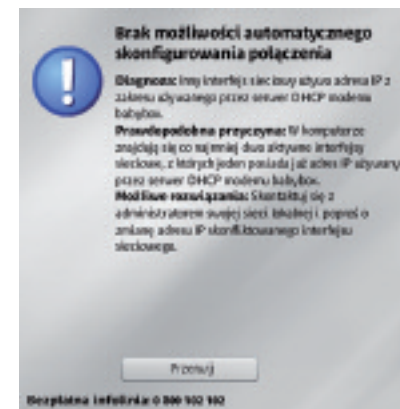 Brak możliwości automatycznego
skonfigurowania połączenia
Diagnoza: Inny interfejs sieciowy używa adresu IP z
zakresu używanego przez serwer DHCP modemu
babybox.
Prawdopodobna przyczyna: W komputerze
znajdują się co najmniej dwa aktywne interfejsy
sieciowe, z których jeden posiada już adres IP używany
przez serwer DHCP modemu babybox.
Możliwe rozwiązania: Skontaktuj się z
administratorem swojej sieci lokalnej i poproś o
zmianę adresu IP skonfliktowanego interfejsu
sieciowego.
Przerwij
Bezpłatna infolinia: 0 800 102 102